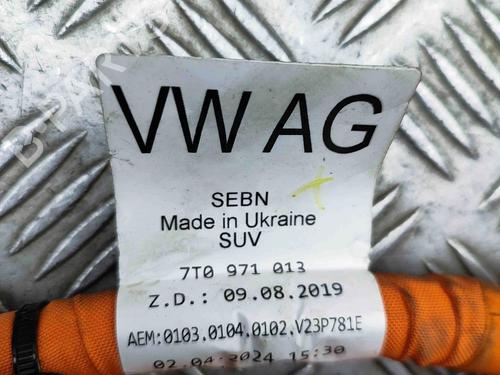 VW AG
SEBN
Made in Ukraine
SUV
7T0 971 013
Z.D.: 09.08.2019
AEM:0103.0104.0102.V23P781E
02.04.2024 15:30
B-PARTS